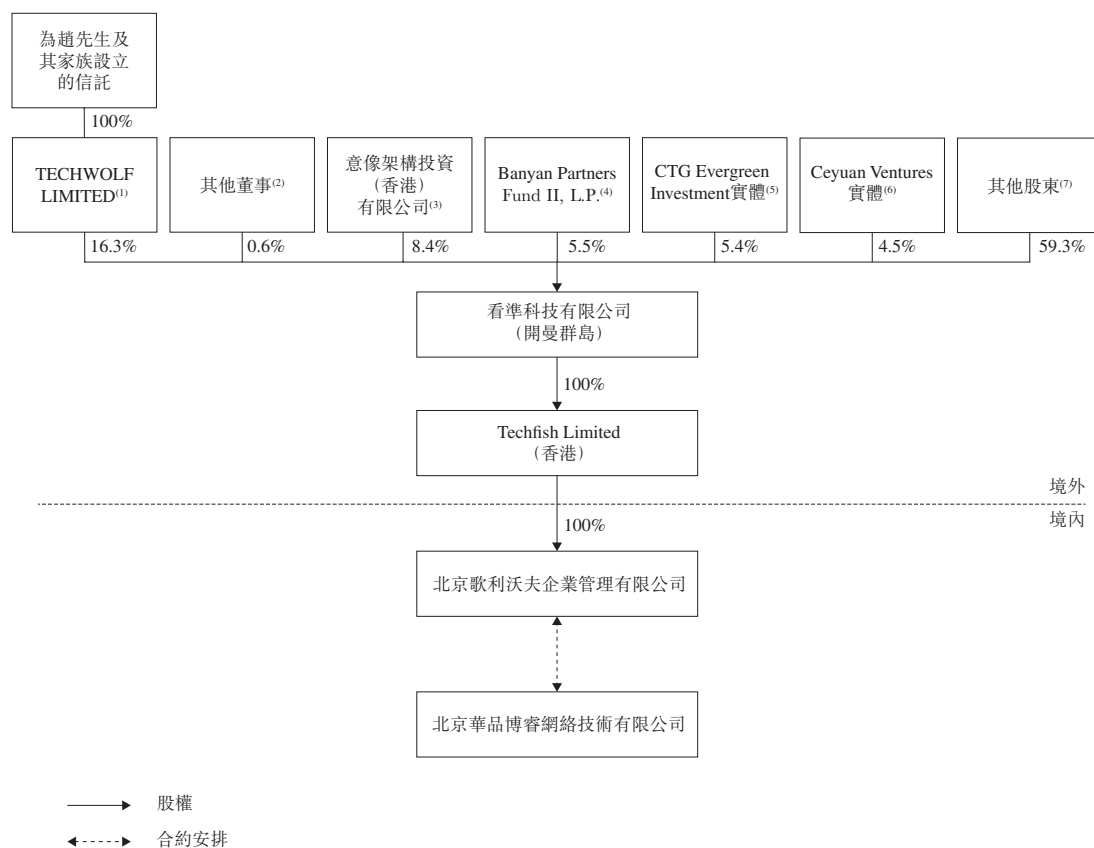 為趙先生及
其家族設立
的信託
100%
TECHWOLF
LIMITED(1)
其他董事(2)
意像架構投資
(香港)
有限公司(3)
Banyan Partners
Fund II, L.P.(4)
CTG Evergreen
Investment實體(5)
Ceyuan Ventures
實體(6)
其他股東(7)
16.3%
0.6%
8.4%
5.5%
5.4%
4.5%
59.3%
看準科技有限公司
(開曼群島)
100%
Techfish Limited
(香港)
境外
境內
100%
北京歌利沃夫企業管理有限公司
北京華品博睿網絡技術有限公司
股權
合約安排